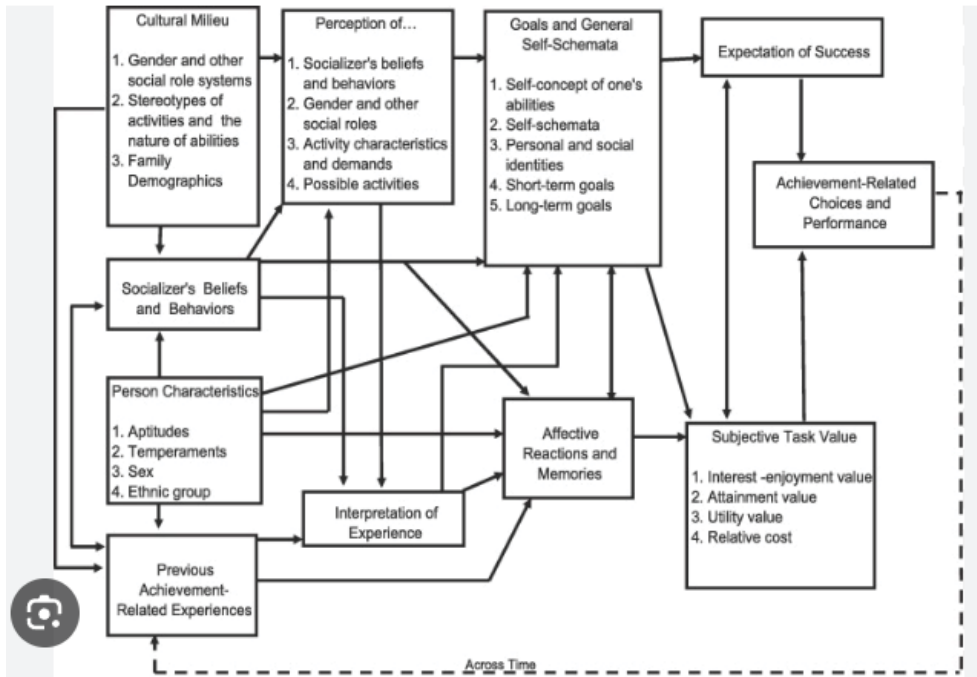 Cultural Milieu
1. Gender and other
social role systems
2. Stereotypes of
activities and the
nature of abilities
3. Family
Demographics
Perception of...
1. Socializer's beliefs
and behaviors
2. Gender and other
social roles
3. Activity characteristics
and demands
4. Possible activities
Goals and General
Self-Schemata
1. Self-concept of one's
abilities
2. Self-schemata
3. Personal and social
identities
4. Short-term goals
5. Long-term goals
Expectation of Success
Achievement-Related
Choices and
Performance
Socializer's Beliefs
and Behaviors
Person Characteristics
1. Aptitudes
2. Temperaments
3. Sex
4. Ethnic group
Affective
Reactions and
Memories
Subjective Task Value
1. Interest -enjoyment value
2. Attainment value
3. Utility value
4. Relative cost
Interpretation of
Experience
Previous
Achievement-
Related Experiences
Across Time